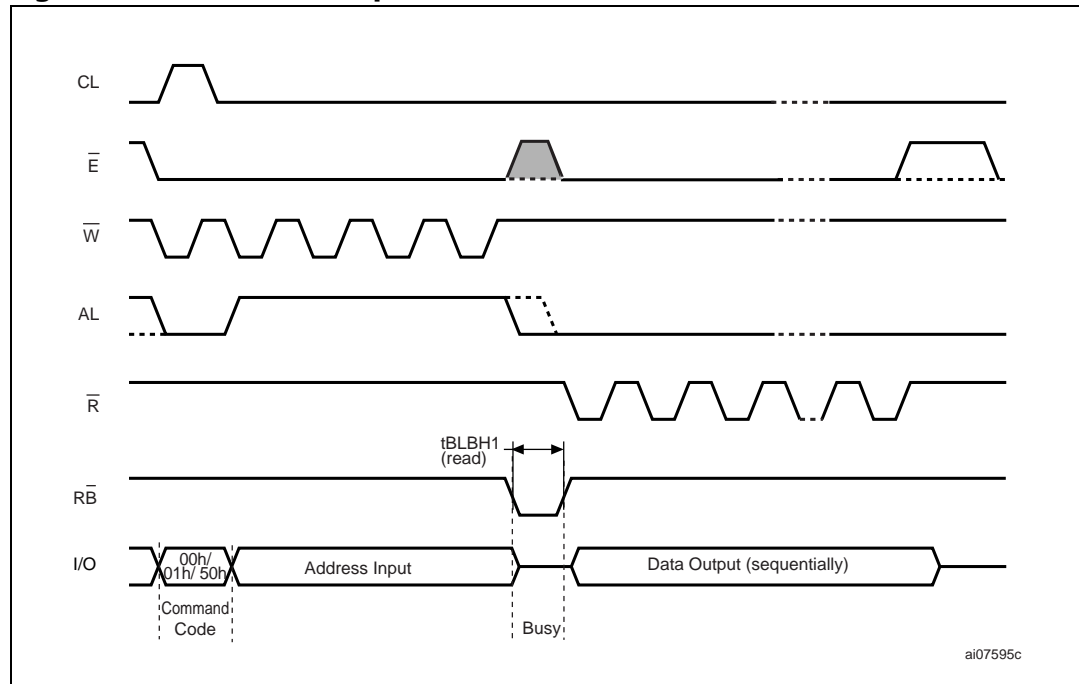 CL
E
W
AL
R
tBLBH1
(read)
RB
I/O
00h/
01h/ 50h
Address Input
Data Output (sequentially)
Command
Code
Busy
ai07595c